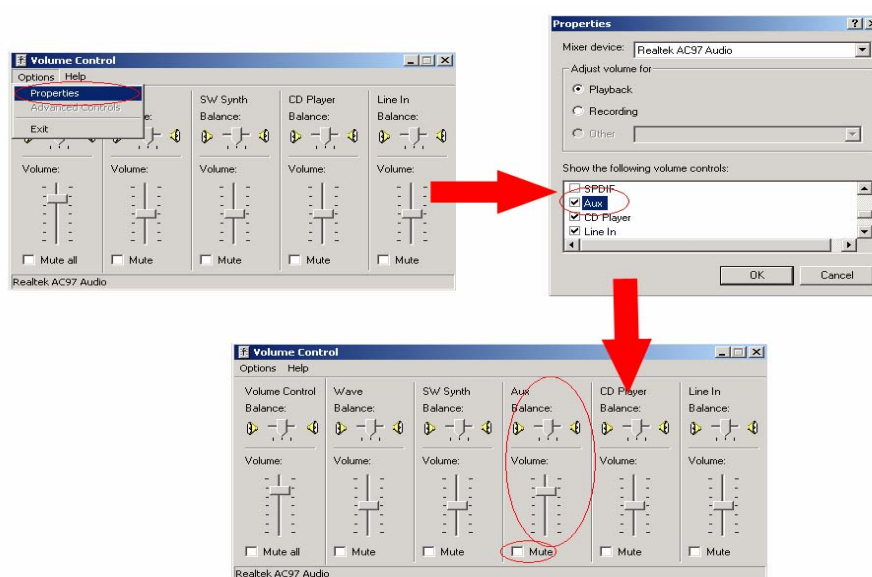 Volume Control
Options Help
Properties
Advanced Controls
Exit
SW Synth
CD Player
Line In
Balance:
Balance:
Balance:
Volume:
Volume:
Volume:
Volume:
Volume:
Mute all
Mute
Mute
Mute
Mute
Realtek AC97 Audio
Properties
Mixer device: Realtek AC97 Audio
Adjust volume for
Playback
Recording
Other
Show the following volume controls:
SPDIF
Aux
CD Player
Line In
OK Cancel
Volume Control
Options Help
Volume Control Wave SW Synth Aux CD Player Line In
Balance: Balance: Balance: Balance: Balance: Balance:
Volume: Volume: Volume: Volume: Volume: Volume:
Mute all Mute Mute Mute Mute Mute
Realtek AC97 Audio